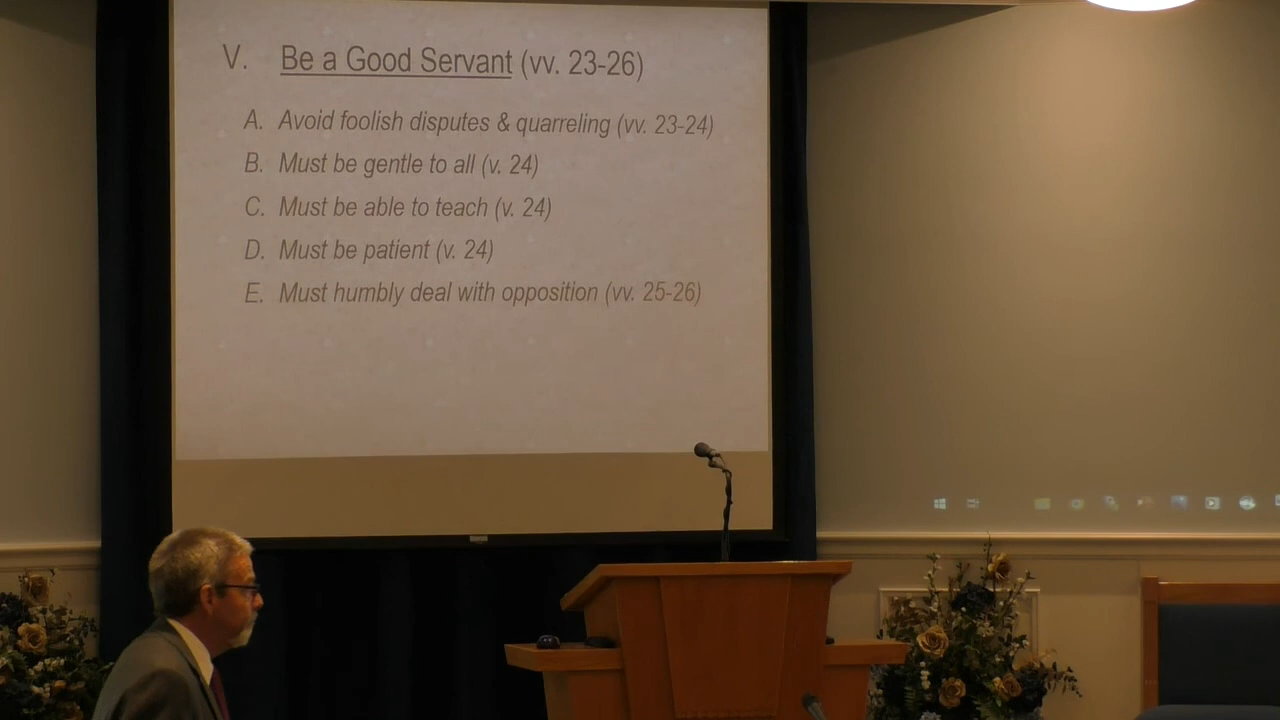 V. Be a Good Servant (vv. 23-26)
A. Avoid foolish disputes & quarreling (vv. 23-24)
B. Must be gentle to all (v. 24)
C. Must be able to teach (v. 24)
D. Must be patient (v. 24)
E. Must humbly deal with opposition (vv. 25-26)